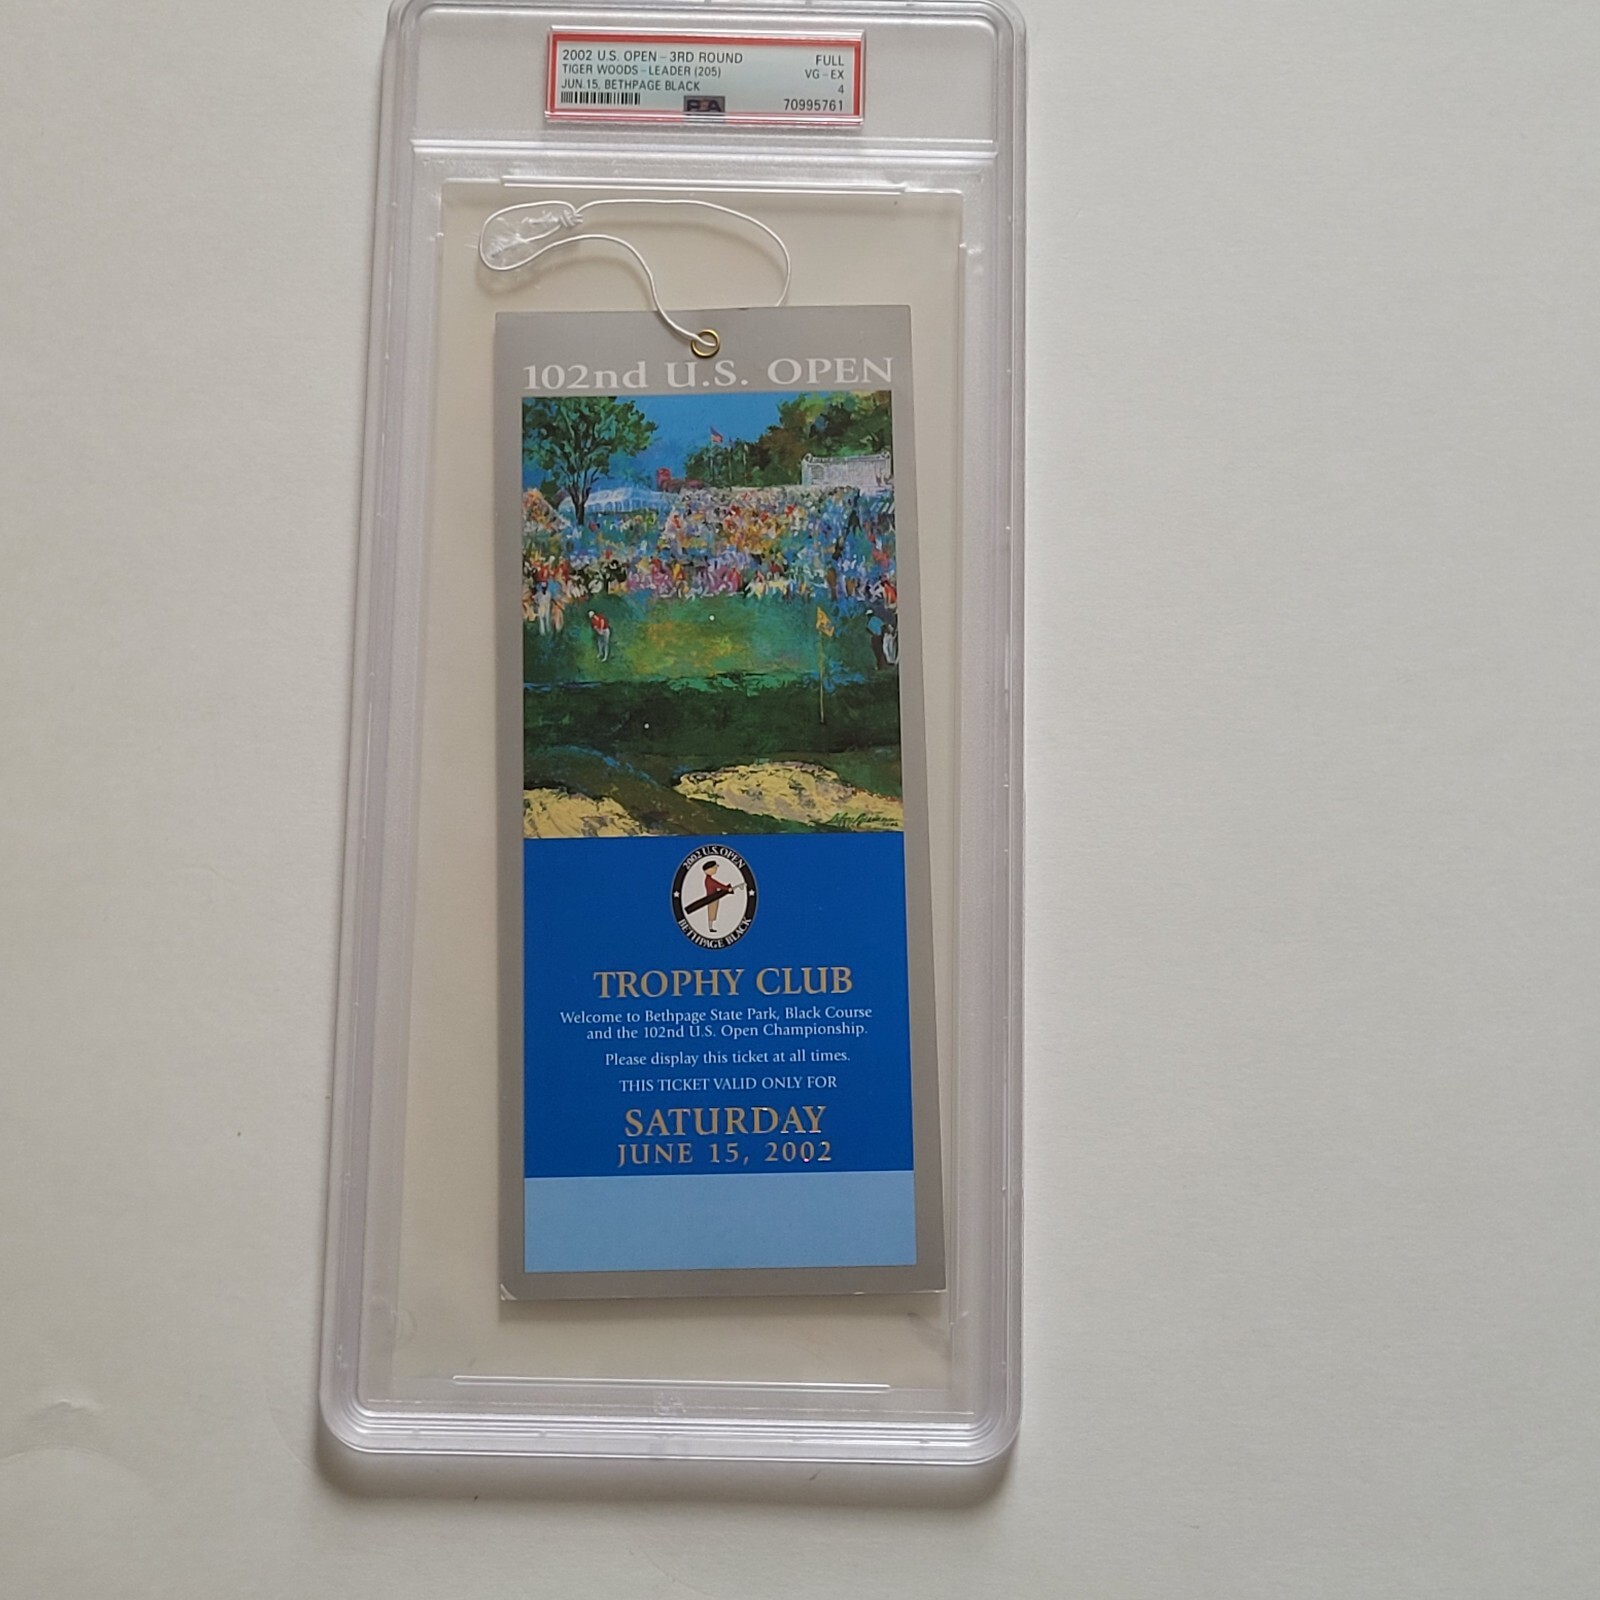 2002 U.S. OPEN - 3RD ROUND FULL
TIGER WOODS - LEADER (205) VG - EX
JUN.15, BETHPAGE BLACK 4
PSA 70995761
102nd U.S. OPEN
2002 U.S. OPEN
BETHPAGE BLACK
TROPHY CLUB
Welcome to Bethpage State Park, Black Course
and the 102nd U.S. Open Championship.
Please display this ticket at all times.
THIS TICKET VALID ONLY FOR
SATURDAY
JUNE 15, 2002